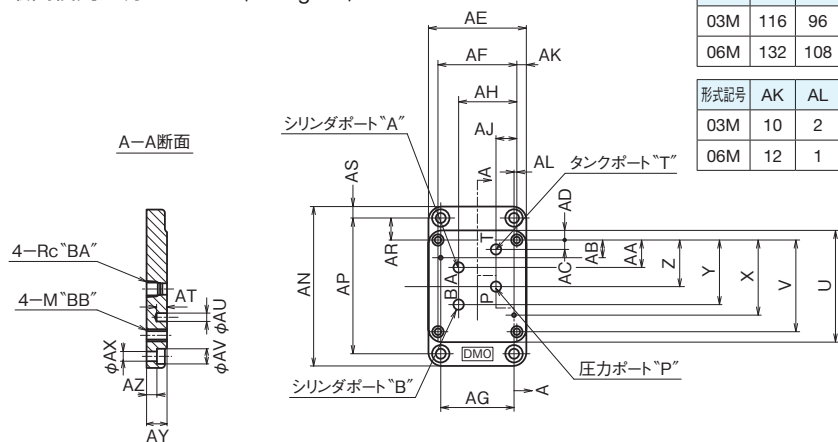 03M 116 96
06M 132 108
形式記号 AK AL
03M 10 2
06M 12 1
AE
AF AK
AH
AJ
シリンダポート"A"
A
AL
タンクポート"T"
A-A断面
AS
AD
4-Rc"BA"
4-M"BB"
AT
φAU
φAV
φAX
AZ
AY
AN
AP
AR
T
A
B
P
AC
AB
AA
Z
Y
X
V
U
DMO
圧力ポート"P"
シリンダポート"B"
AG
A